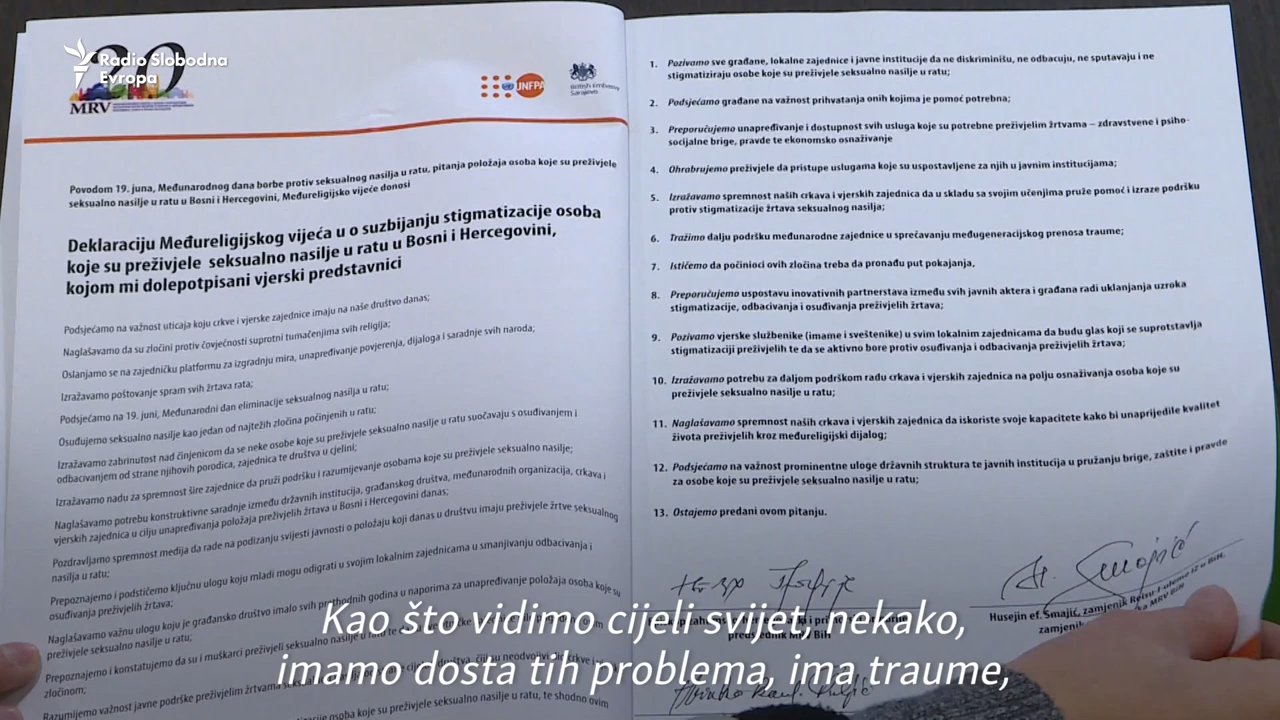 Radio Slobodna
Evropa
20
MRV
UNFPA
British Embassy
Sarajevo
Povodom 19. juna, Međunarodnog dana borbe protiv seksualnog nasilja u ratu, pitanja položaja osoba koje su preživjele
seksualno nasilje u ratu u Bosni i Hercegovini, Međureligijsko vijeće donosi
Deklaraciju Međureligijskog vijeća u o suzbijanju stigmatizacije osoba
koje su preživjele seksualno nasilje u ratu u Bosni i Hercegovini,
kojom mi dolepotpisani vjerski predstavnici
Podsjećamo na važnost uticaja koju crkve i vjerske zajednice imaju na naše društvo danas;
Naglašavamo da su zločini protiv čovječnosti suprotni tumačenjima svih religija;
Oslanjamo se na zajedničku platformu za izgradnju mira, unapređivanje povjerenja, dijaloga i saradnje svih naroda;
Izražavamo poštovanje spram svih žrtava rata;
Podsjećamo na 19. juni, Međunarodni dan eliminacije seksualnog nasilja u ratu;
Osuđujemo seksualno nasilje kao jedan od najtežih zločina počinjenih u ratu;
Izražavamo zabrinutost nad činjenicom da se neke osobe koje su preživjele seksualno nasilje u ratu suočavaju s osuđivanjem i
odbacivanjem od strane njihovih porodica, zajednica te društva u cjelini;
Izražavamo nadu za spremnost šire zajednice da pruži podršku i razumijevanje osobama koje su preživjele seksualno nasilje;
Naglašavamo potrebu konstruktivne saradnje između državnih institucija, građanskog društva, međunarodnih organizacija, crkava i
vjerskih zajednica u cilju unapređivanja položaja preživjelih žrtava u Bosni i Hercegovini danas;
Pozdravljamo spremnost medija da rade na podizanju svijesti javnosti o položaju koji danas u društvu imaju preživjele žrtve seksualnog
nasilja u ratu;
Prepoznajemo i podstičemo ključnu ulogu koju mladi mogu odigrati u svojim lokalnim zajednicama u smanjivanju odbacivanja i
osuđivanja preživjelih žrtava;
Naglašavamo važnu ulogu koju je građansko društvo imalo svih prethodnih godina u naporima za unapređivanje položaja osoba koje su
preživjele seksualno nasilje u ratu;
Prepoznajemo i konstatujemo da su i muškarci preživjeli seksualno nasilje u ratu
zločinom;
Razumijemo važnost javne podrške preživjelim žrtvama
osoba koje su preživjele seksualno nasilje u ratu, te shodno ovim
1. Pozivamo sve građane, lokalne zajednice i javne institucije da ne diskriminišu, ne odbacuju, ne sputavaju i ne
stigmatiziraju osobe koje su preživjele seksualno nasilje u ratu;
2. Podsjećamo građane na važnost prihvatanja onih kojima je pomoć potrebna;
3. Preporučujemo unapređivanje i dostupnost svih usluga koje su potrebne preživjelim žrtvama – zdravstvene i psiho-
socijalne brige, pravde te ekonomsko osnaživanje
4. Ohrabrujemo preživjele da pristupe uslugama koje su uspostavljene za njih u javnim institucijama;
5. Izražavamo spremnost naših crkava i vjerskih zajednica da u skladu sa svojim učenjima pruže pomoć i izraze podršku
protiv stigmatizacije žrtava seksualnog nasilja;
6. Tražimo dalju podršku međunarodne zajednice u sprečavanju međugeneracijskog prenosa traume;
7. Ističemo da počinioci ovih zločina treba da pronađu put pokajanja,
8. Preporučujemo uspostavu inovativnih partnerstava između svih javnih aktera i građana radi uklanjanja uzroka
stigmatizacije, odbacivanja i osuđivanja preživjelih žrtava;
9. Pozivamo vjerske službenike (imame i sveštenike) u svim lokalnim zajednicama da budu glas koji se suprotstavlja
stigmatizaciji preživjelih te da se aktivno bore protiv osuđivanja i odbacivanja preživjelih žrtava;
10. Izražavamo potrebu za daljom podrškom radu crkava i vjerskih zajednica na polju osnaživanja osoba koje su
preživjele seksualno nasilje u ratu;
11. Naglašavamo spremnost naših crkava i vjerskih zajednica da iskoriste svoje kapacitete kako bi unaprijedile kvalitet
života preživjelih kroz međureligijski dijalog;
12. Podsjećamo na važnost prominentne uloge državnih struktura te javnih institucija u pružanju brige, zaštite i pravde
za osobe koje su preživjele seksualno nasilje u ratu;
13. Ostajemo predani ovom pitanju.
Husejin ef. Smajić, zamjenik Reisu-l-uleme IZ u BiH,
predsjednik MRV BiH
zamjenik
MRV BiH
Kao što vidimo cijeli svijet, nekako,
imamo dosta tih problema, ima traume,